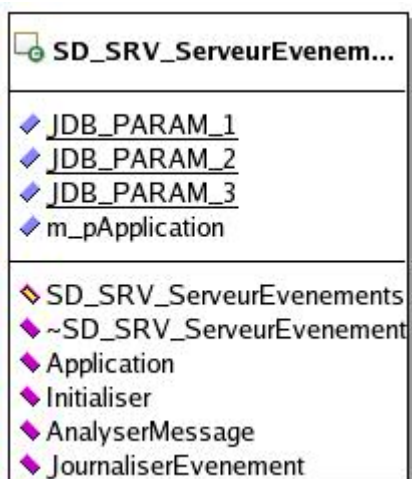 SD_SRV_ServeurEvenem...
JDB_PARAM_1
JDB_PARAM_2
JDB_PARAM_3
m_pApplication
SD_SRV_ServeurEvenements
~SD_SRV_ServeurEvenement
Application
Initialiser
AnalyserMessage
JournaliserEvenement